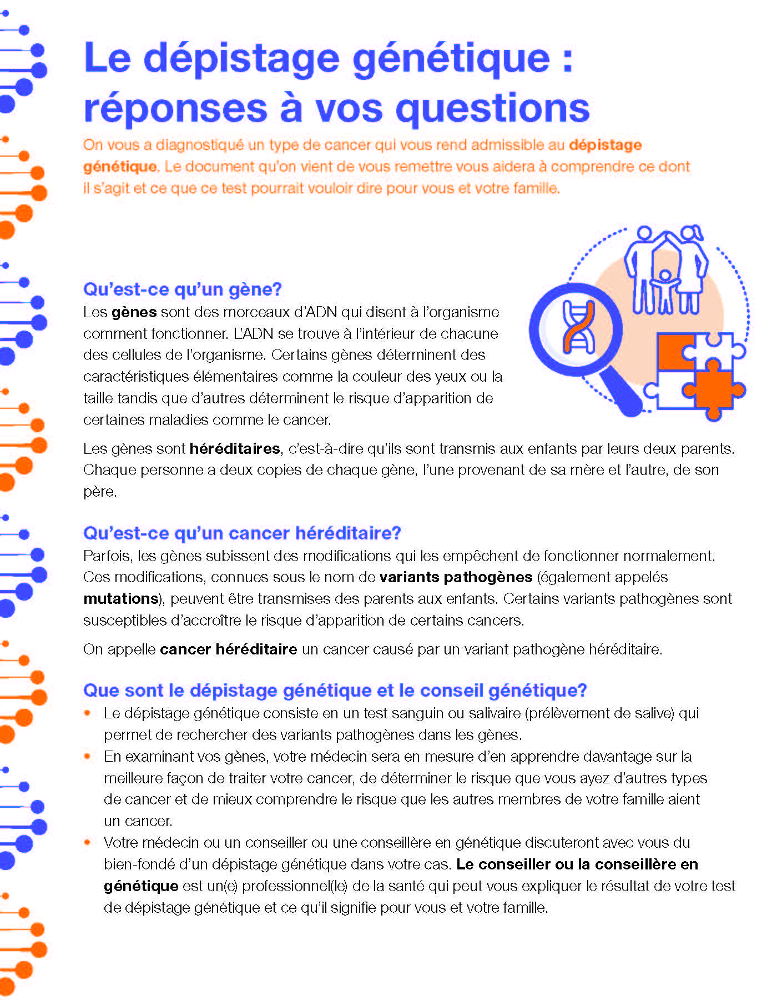 Le dépistage génétique :
réponses à vos questions
On vous a diagnostiqué un type de cancer qui vous rend admissible au dépistage
génétique. Le document qu'on vient de vous remettre vous aidera à comprendre ce dont
il s'agit et ce que ce test pourrait vouloir dire pour vous et votre famille.
Qu'est-ce qu'un gène?
Les gènes sont des morceaux d'ADN qui disent à l'organisme
comment fonctionner. L'ADN se trouve à l'intérieur de chacune
des cellules de l'organisme. Certains gènes déterminent des
caractéristiques élémentaires comme la couleur des yeux ou la
taille tandis que d'autres déterminent le risque d'apparition de
certaines maladies comme le cancer.
Les gènes sont héréditaires, c'est-à-dire qu'ils sont transmis aux enfants par leurs deux parents.
Chaque personne a deux copies de chaque gène, l'une provenant de sa mère et l'autre, de son
père.
Qu'est-ce qu'un cancer héréditaire?
Parfois, les gènes subissent des modifications qui les empêchent de fonctionner normalement.
Ces modifications, connues sous le nom de variants pathogènes (également appelés
mutations), peuvent être transmises des parents aux enfants. Certains variants pathogènes sont
susceptibles d'accroître le risque d'apparition de certains cancers.
On appelle cancer héréditaire un cancer causé par un variant pathogène héréditaire.
Que sont le dépistage génétique et le conseil génétique?
• Le dépistage génétique consiste en un test sanguin ou salivaire (prélèvement de salive) qui
permet de rechercher des variants pathogènes dans les gènes.
• En examinant vos gènes, votre médecin sera en mesure d'en apprendre davantage sur la
meilleure façon de traiter votre cancer, de déterminer le risque que vous ayez d'autres types
de cancer et de mieux comprendre le risque que les autres membres de votre famille aient
un cancer.
• Votre médecin ou un conseiller ou une conseillère en génétique discuteront avec vous du
bien-fondé d'un dépistage génétique dans votre cas. Le conseiller ou la conseillère en
génétique est un(e) professionnel(le) de la santé qui peut vous expliquer le résultat de votre test
de dépistage génétique et ce qu'il signifie pour vous et votre famille.